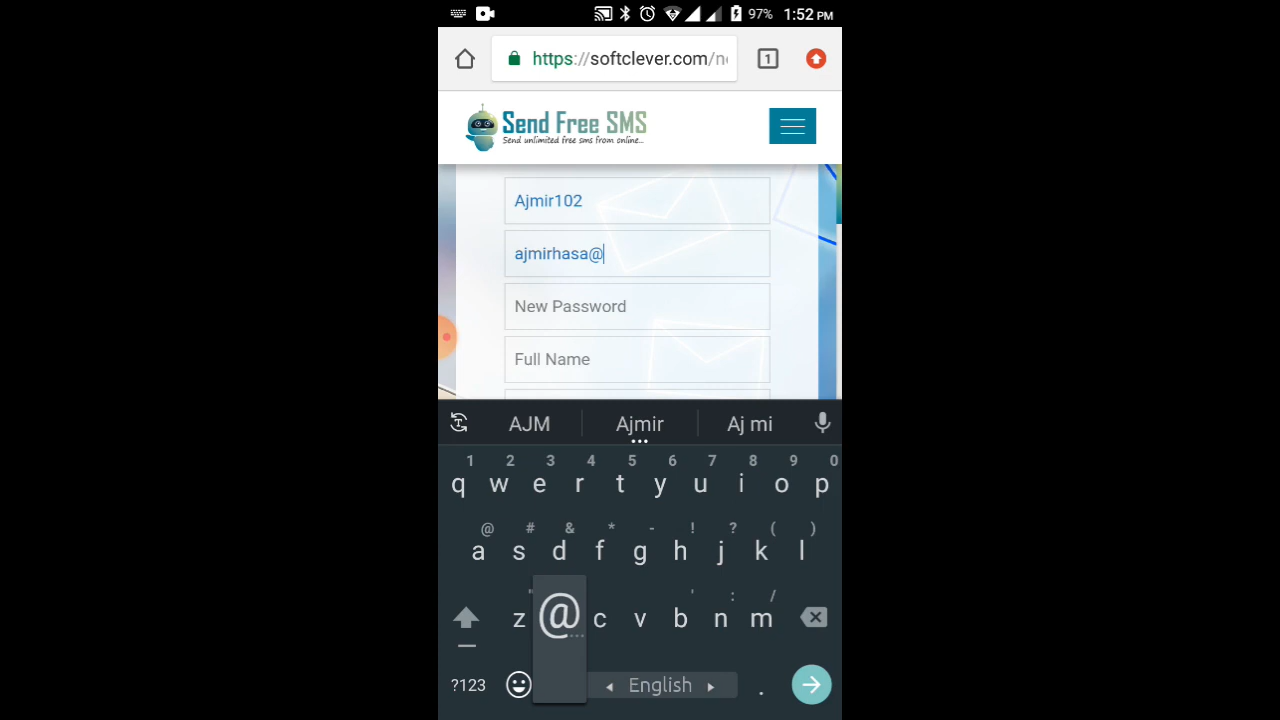 97% 1:52 PM
https://softclever.com/n
1
Send Free SMS
Send unlimited free sms from online...
Ajmir102
ajmirhasa@
New Password
Full Name
AJM Ajmir Aj mi
1 2 3 4 5 6 7 8 9 0
q w e r t y u i o p
@ # & * - ! ? ( )
a s d f g h j k l
" ' : /
z @ c v b n m
?123 English .